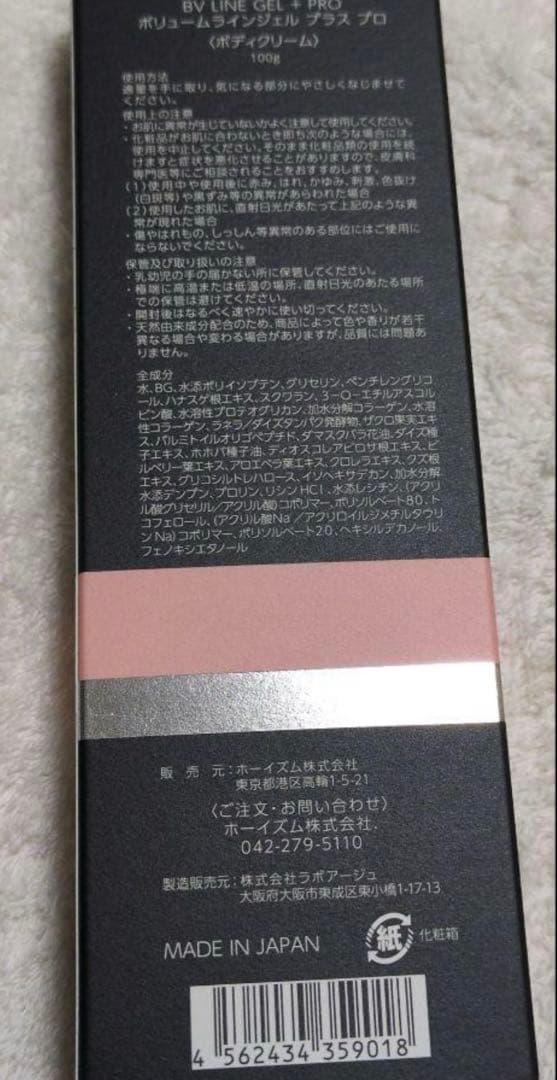 BV LINE GEL + PRO
ボリュームラインジェル プラス プロ
〈ボディクリーム〉
100g
使用方法
適量を手に取り、気になる部分にやさしくなじませて
ください。
使用上の注意
・お肌に異常が生じていないかよく注意して使用してください。
・化粧品がお肌に合わないとき即ち次のような場合には、
使用を中止してください。そのまま化粧品類の使用を続
けますと症状を悪化させることがありますので、皮膚科
専門医等にご相談されることをおすすめします。
(1)使用中や使用後に赤み、はれ、かゆみ、刺激、色抜け
(白斑等)や黒ずみ等の異常があらわれた場合
(2)使用したお肌に、直射日光があたって上記のような異
常が現れた場合
・傷やはれもの、しっしん等異常のある部位にはご使用に
ならないでください。
保管及び取り扱いの注意
・乳幼児の手の届かない所に保管してください。
・極端に高温または低温の場所、直射日光のあたる場所
での保管は避けてください。
・開封後はなるべく速やかに使い切ってください。
・天然由来成分配合のため、商品によって色や香りが若干
異なる場合や変わる場合がありますが、品質には問題あ
りません。
全成分
水、BG、水添ポリイソブテン、グリセリン、ペンチレングリコ
ール、ハナスゲ根エキス、スクワラン、3-O-エチルアスコル
ビン酸、水溶性プロテオグリカン、加水分解コラーゲン、水溶
性コラーゲン、ラネラ/ダイズタンパク発酵物、ザクロ果実エキ
ス、パルミトイルオリゴペプチド、ダマスクバラ花油、ダイズ種
子エキス、ホホバ種子油、ディオスコレアビロサ根エキス、ビ
ルベリー葉エキス、アロエベラ葉エキス、クロレラエキス、クズ根
エキス、グリコシルトレハロース、イソヘキサデカン、加水分解
水添デンプン、プロリン、リシンHCl、水添レシチン、(アクリ
ル酸グリセリル/アクリル酸)コポリマー、ポリソルベート80、ト
コフェロール、(アクリル酸Na/アクリロイルジメチルタウリ
ンNa)コポリマー、ポリソルベート20、ヘキシルデカノール、
フェノキシエタノール
販 売 元：ホーイズム株式会社
東京都港区高輪1-5-21
〈ご注文・お問い合わせ〉
ホーイズム株式会社.
042-279-5110
製造販売元：株式会社ラボアージュ
大阪府大阪市東成区東小橋1-17-13
MADE IN JAPAN
紙 化粧箱
4 562434 359018